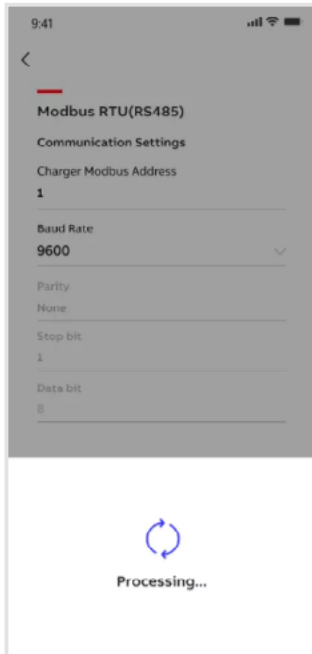 9:41
Modbus RTU(RS485)
Communication Settings
Charger Modbus Address
1
Baud Rate
9600
Parity
None
Stop bit
1
Data bit
8
Processing...